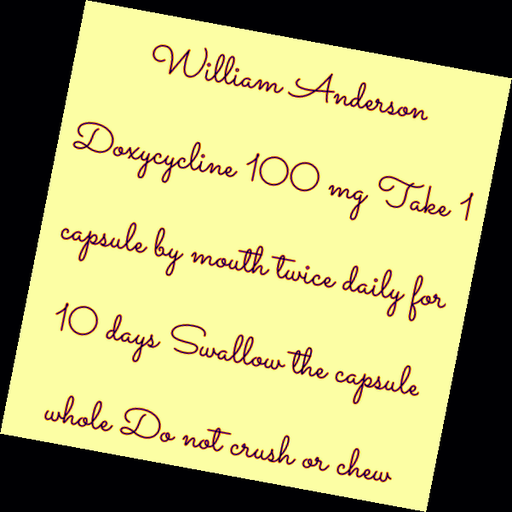 William Anderson
Doxycycline 100 mg Take 1
capsule by mouth twice daily for
10 days Swallow the capsule
whole Do not crush or chew